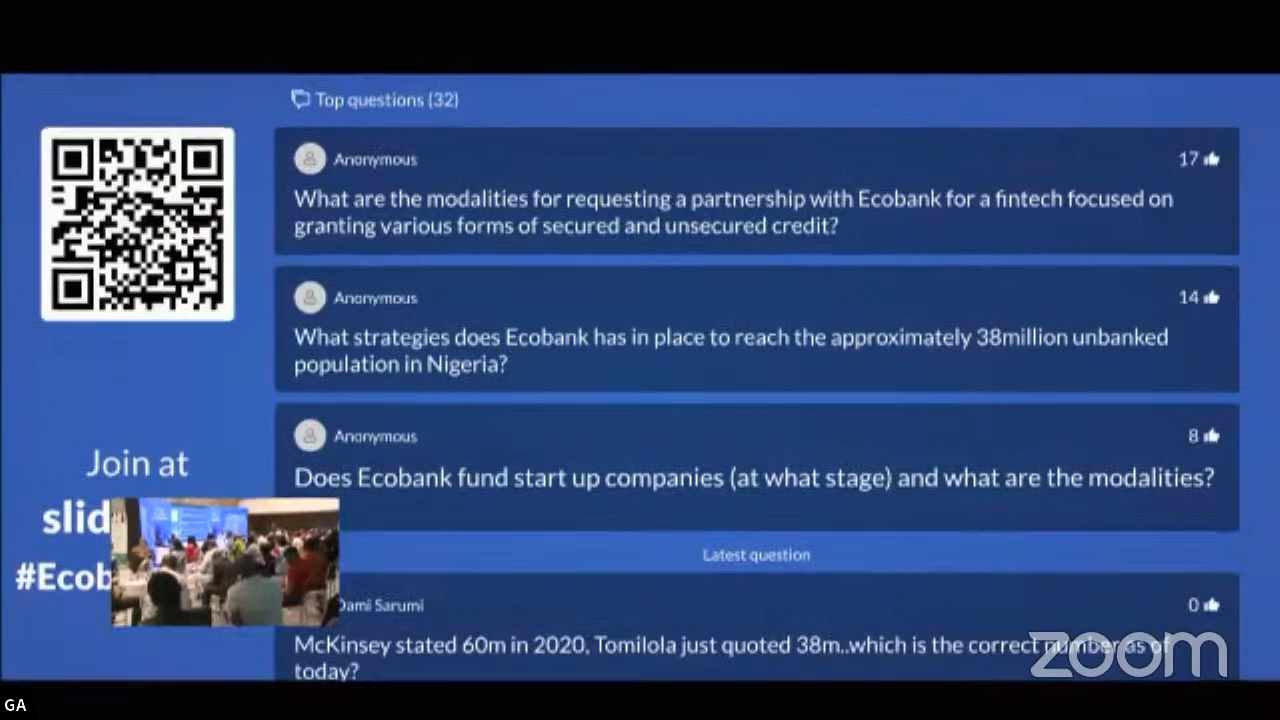 Top questions (32)
Anonymous
17
What are the modalities for requesting a partnership with Ecobank for a fintech focused on
granting various forms of secured and unsecured credit?
Anonymous
14
What strategies does Ecobank has in place to reach the approximately 38million unbanked
population in Nigeria?
Anonymous
8
Does Ecobank fund start up companies (at what stage) and what are the modalities?
Latest question
Dami Sarumi
0
McKinsey stated 60m in 2020, Tomilola just quoted 38m..which is the correct number as of
today?
Join at
slid
#Ecob
zoom
GA